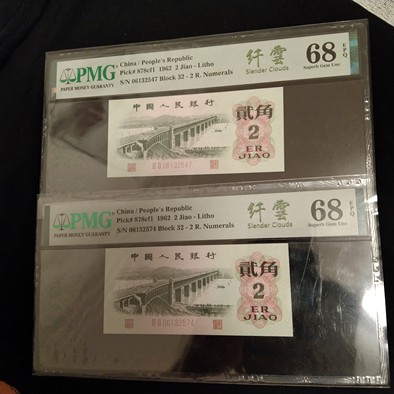 PMG
PAPER MONEY GUARANTY
China / People's Republic
Pick# 878cf1 1962 2 Jiao - Litho
S/N 06132547 Block 32 - 2 R. Numerals
纤雲
Slender Clouds
68 EPQ
Superb Gem Unc
中國人民銀行
貳角
2
ER
JIAO
06132547
PMG
PAPER MONEY GUARANTY
China / People's Republic
Pick# 878cf1 1962 2 Jiao - Litho
S/N 06132574 Block 32 - 2 R. Numerals
纤雲
Slender Clouds
68 EPQ
Superb Gem Unc
中國人民銀行
貳角
2
ER
JIAO
06132574